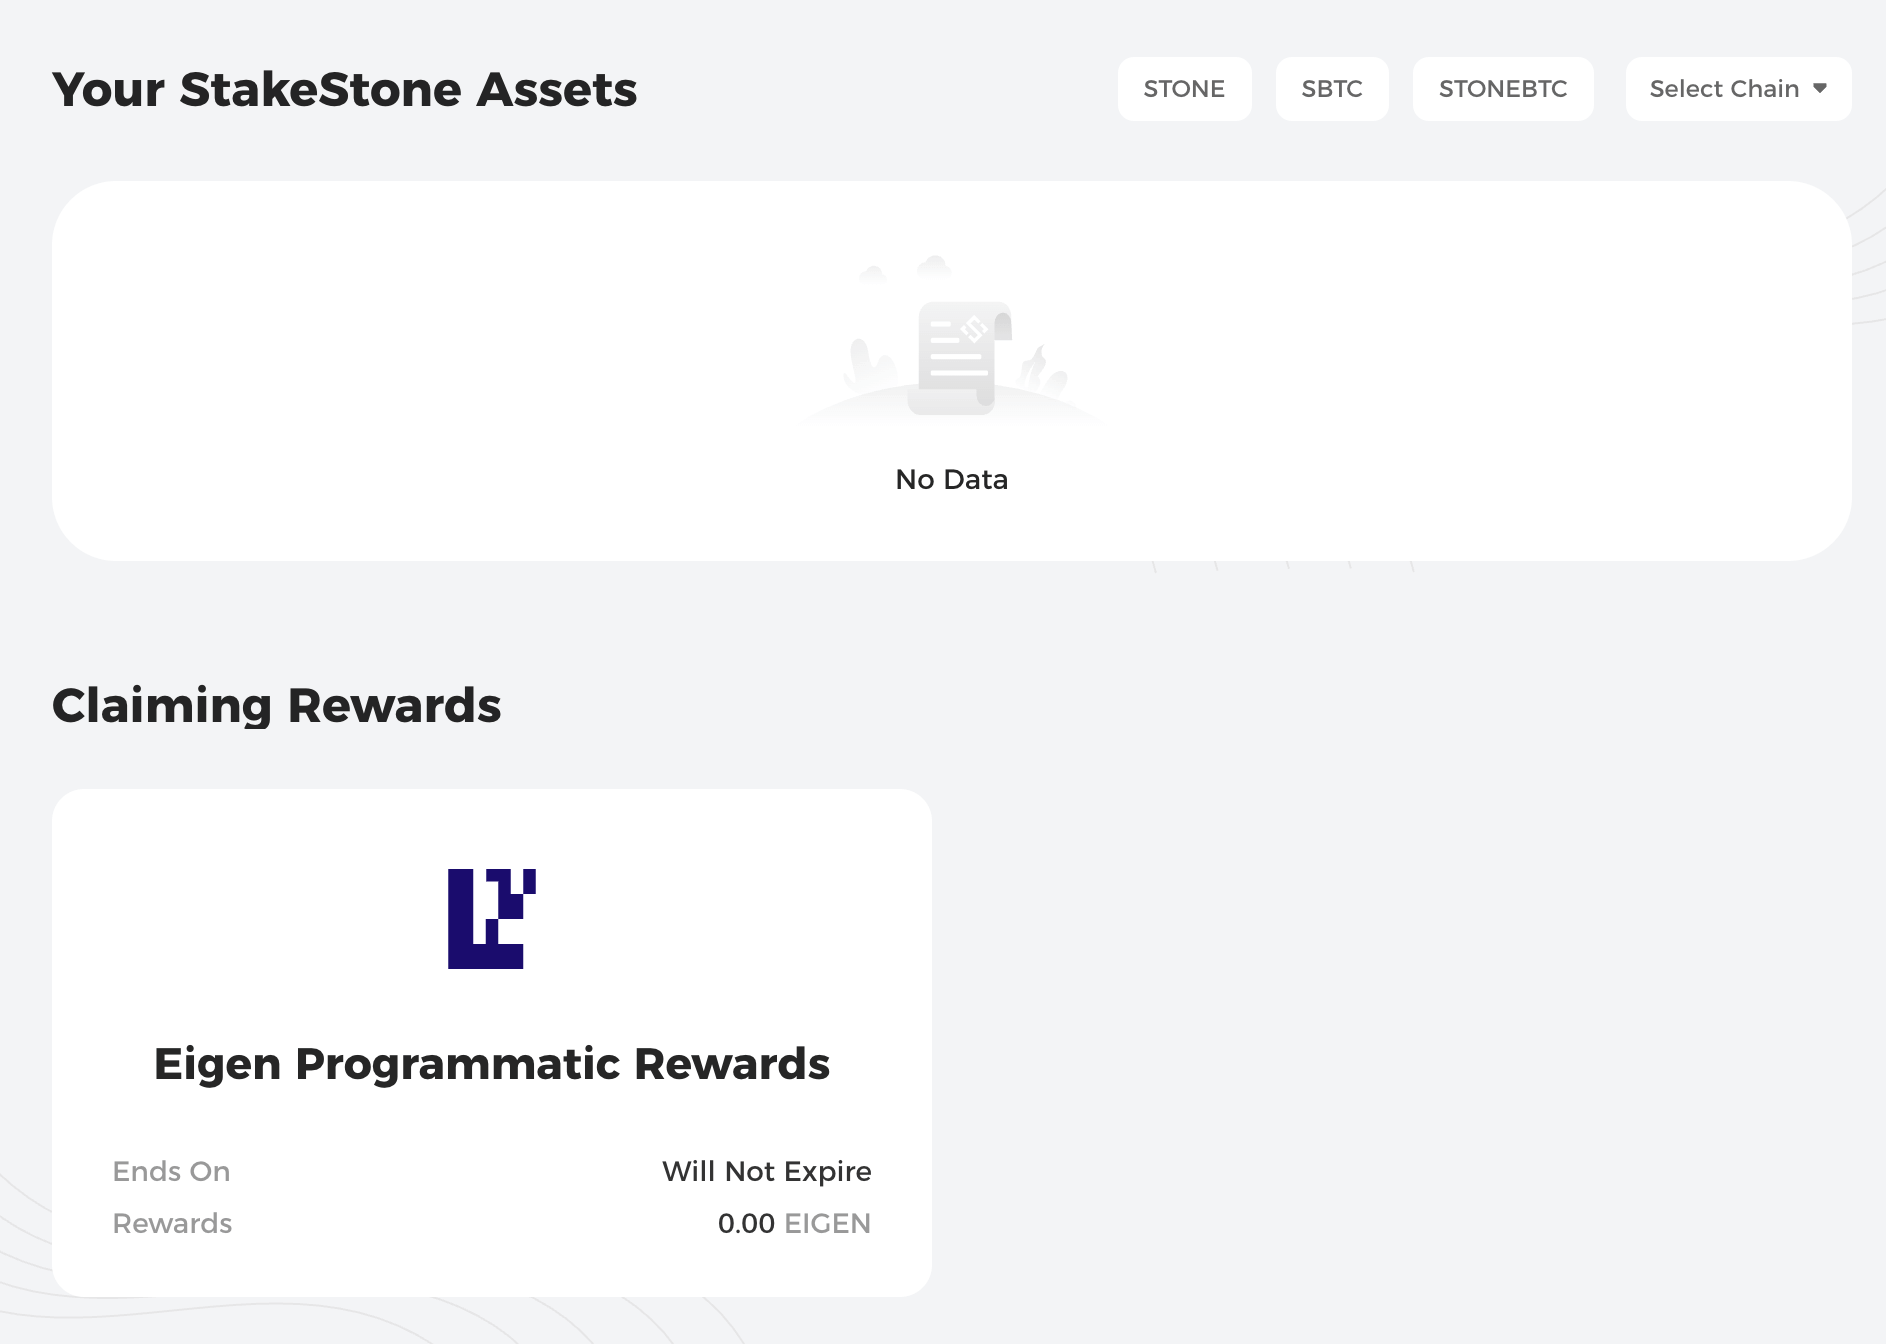 Your StakeStone Assets
STONE
SBTC
STONEBTC
Select Chain
No Data
Claiming Rewards
Eigen Programmatic Rewards
Ends On
Will Not Expire
Rewards
0.00 EIGEN